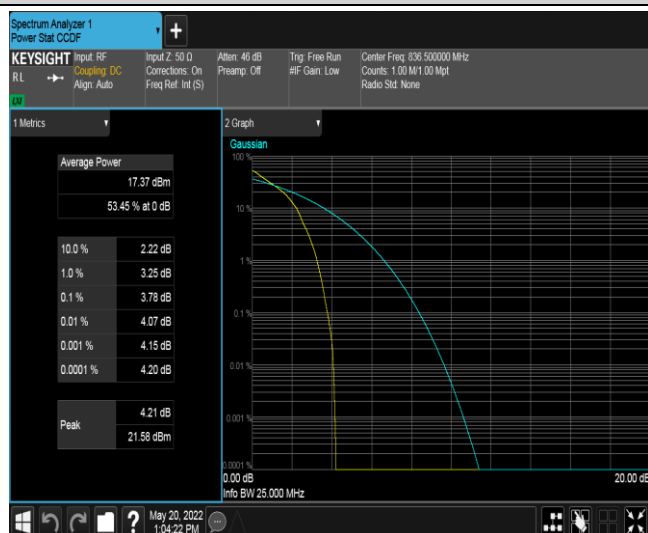 Spectrum Analyzer 1
Power Stat CCDF
KEYSIGHT
RL
Input: RF
Coupling: DC
Align: Auto
Input Z: 50 Ω
Corrections: On
Freq Ref: Int (S)
Atten: 46 dB
Preamp: Off
Trig: Free Run
#IF Gain: Low
Center Freq: 836.500000 MHz
Counts: 1.00 M/1.00 Mpt
Radio Std: None
1 Metrics
Average Power
17.37 dBm
53.45 % at 0 dB
10.0 % 2.22 dB
1.0 % 3.25 dB
0.1 % 3.78 dB
0.01 % 4.07 dB
0.001 % 4.15 dB
0.0001 % 4.20 dB
Peak
4.21 dB
21.58 dBm
2 Graph
Gaussian
100 %
10 %
1 %
0.1 %
0.01 %
0.001 %
0.0001 %
0.00 dB 20.00 dB
Info BW 25.000 MHz
? May 20, 2022
1:04:22 PM